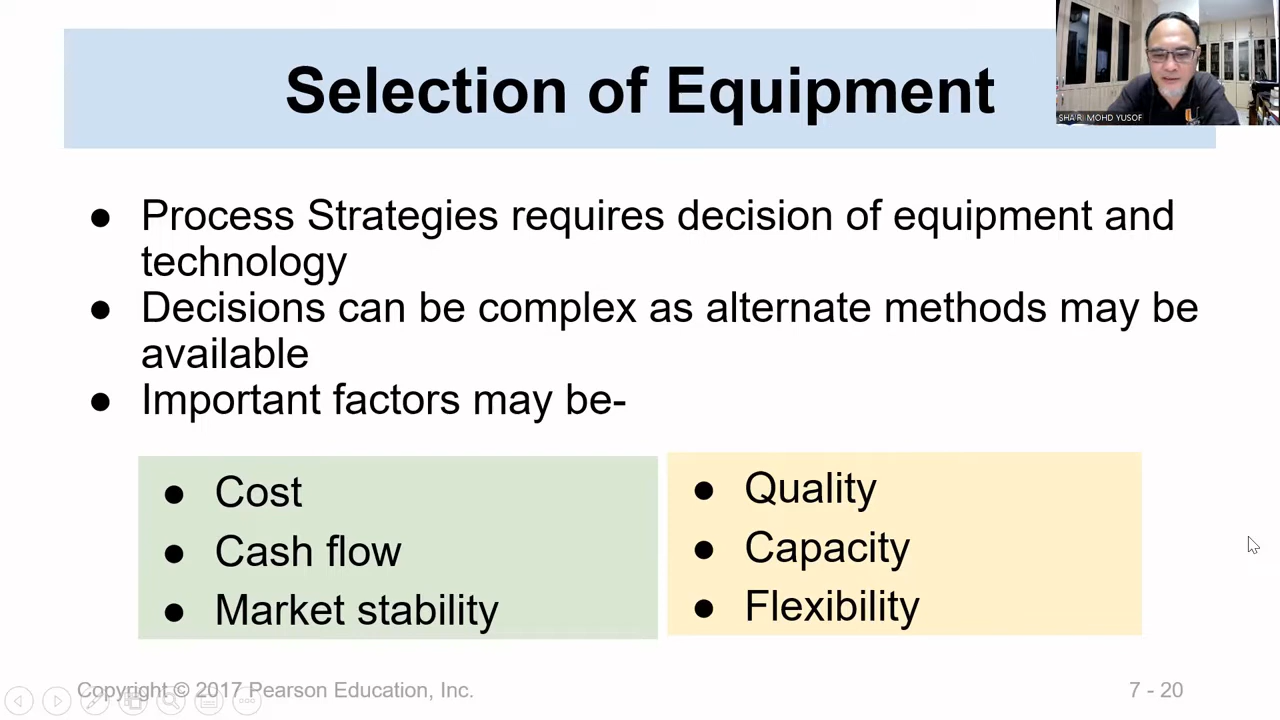 Selection of Equipment
SHA'RI MOHD YUSOF
● Process Strategies requires decision of equipment and
technology
● Decisions can be complex as alternate methods may be
available
● Important factors may be-
● Cost
● Cash flow
● Market stability
● Quality
● Capacity
● Flexibility
Copyright © 2017 Pearson Education, Inc.
7 - 20